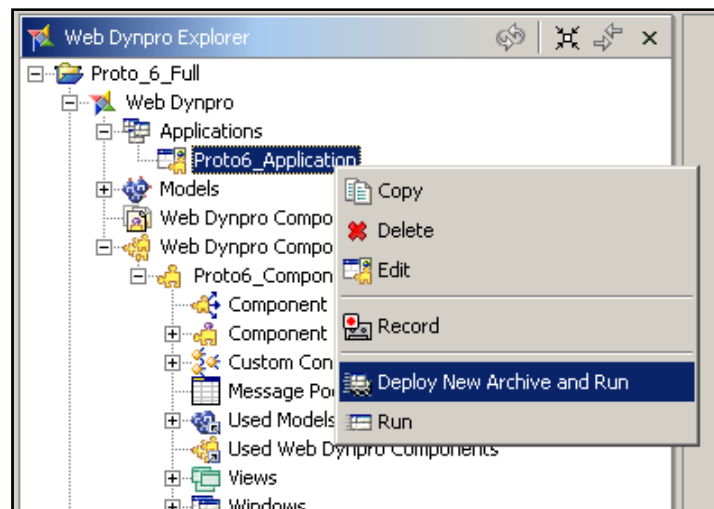 Web Dynpro Explorer
Proto_6_Full
Web Dynpro
Applications
Proto6_Application
Models
Web Dynpro Compo
Web Dynpro Compo
Proto6_Compon
Component
Component
Custom Con
Message Po
Used Models
Used Web Dynpro Components
Views
Windows
Copy
Delete
Edit
Record
Deploy New Archive and Run
Run